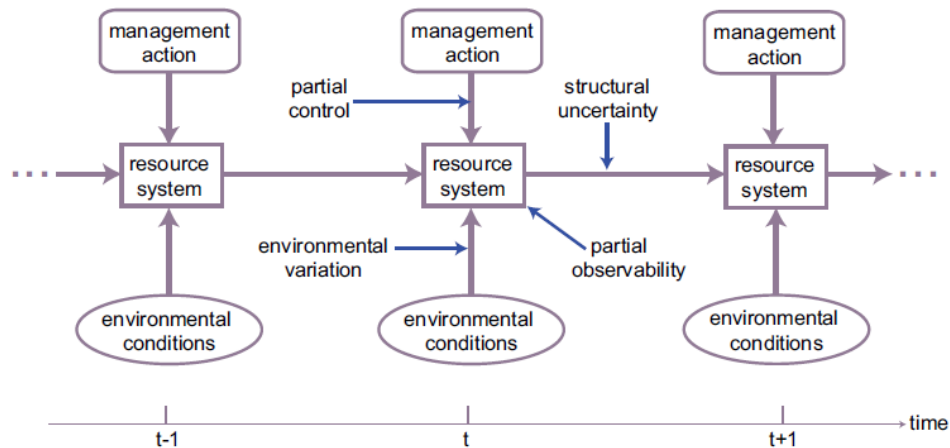 management
action
management
action
management
action
partial
control
structural
uncertainty
...
resource
system
resource
system
resource
system
...
environmental
variation
partial
observability
environmental
conditions
environmental
conditions
environmental
conditions
time
t-1
t
t+1